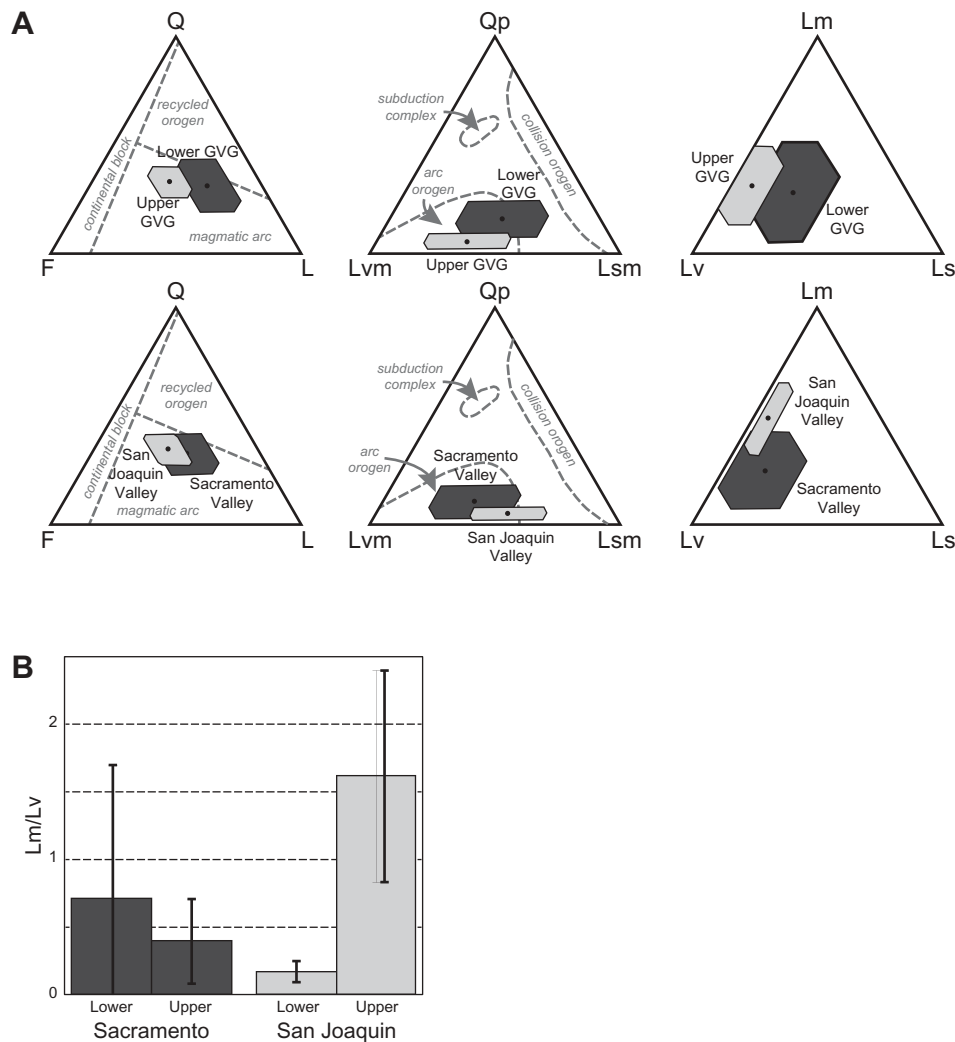 A
Q
recycled
orogen
continental block
Lower GVG
Upper
GVG
magmatic arc
F
L
Qp
subduction
complex
collision orogen
arc
orogen
Lower
GVG
Lvm
Upper GVG
Lsm
Lm
Upper
GVG
Lower
GVG
Lv
Ls
Q
recycled
orogen
continental block
San
Joaquin
Valley
Sacramento
Valley
magmatic arc
F
L
Qp
subduction
complex
collision orogen
arc
orogen
Sacramento
Valley
Lvm
San Joaquin
Valley
Lsm
Lm
San
Joaquin
Valley
Sacramento
Valley
Lv
Ls
B
Lm/Lv
2
1
0
Lower
Upper
Lower
Upper
Sacramento
San Joaquin